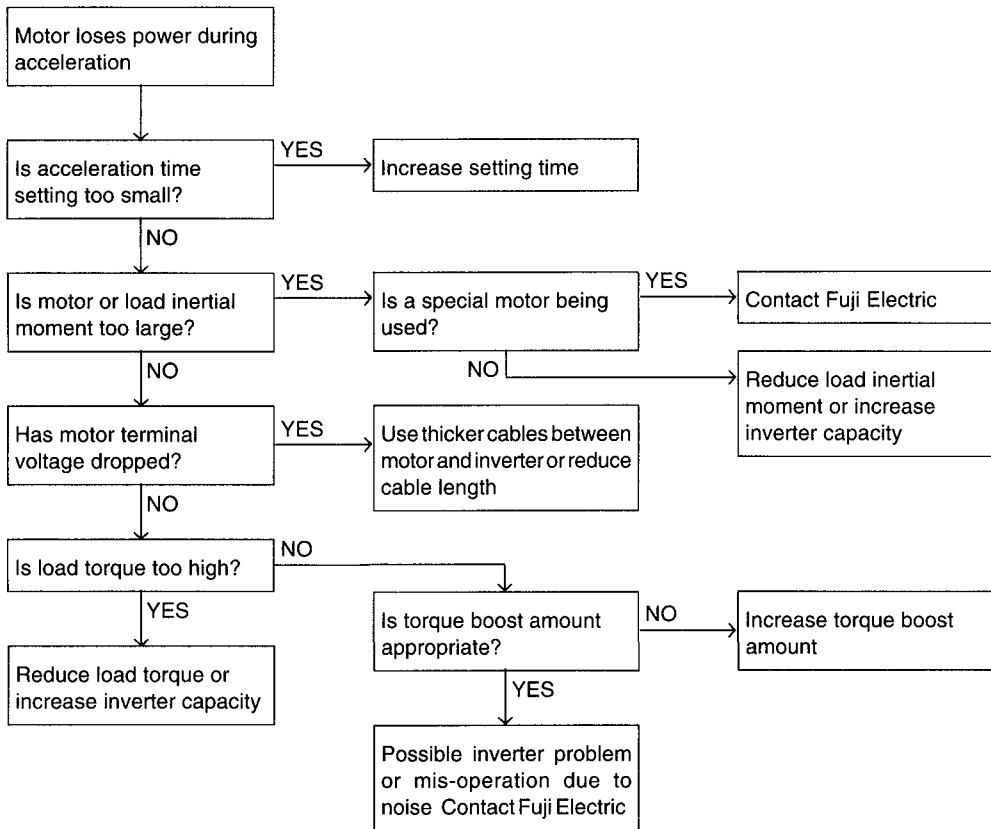 Motor loses power during
acceleration
Is acceleration time
setting too small?
YES
Increase setting time
NO
Is motor or load inertial
moment too large?
YES
Is a special motor being
used?
YES
Contact Fuji Electric
NO
NO
Reduce load inertial
moment or increase
inverter capacity
Has motor terminal
voltage dropped?
YES
Use thicker cables between
motor and inverter or reduce
cable length
NO
Is load torque too high?
NO
YES
Is torque boost amount
appropriate?
NO
Increase torque boost
amount
Reduce load torque or
increase inverter capacity
YES
Possible inverter problem
or mis-operation due to
noise Contact Fuji Electric